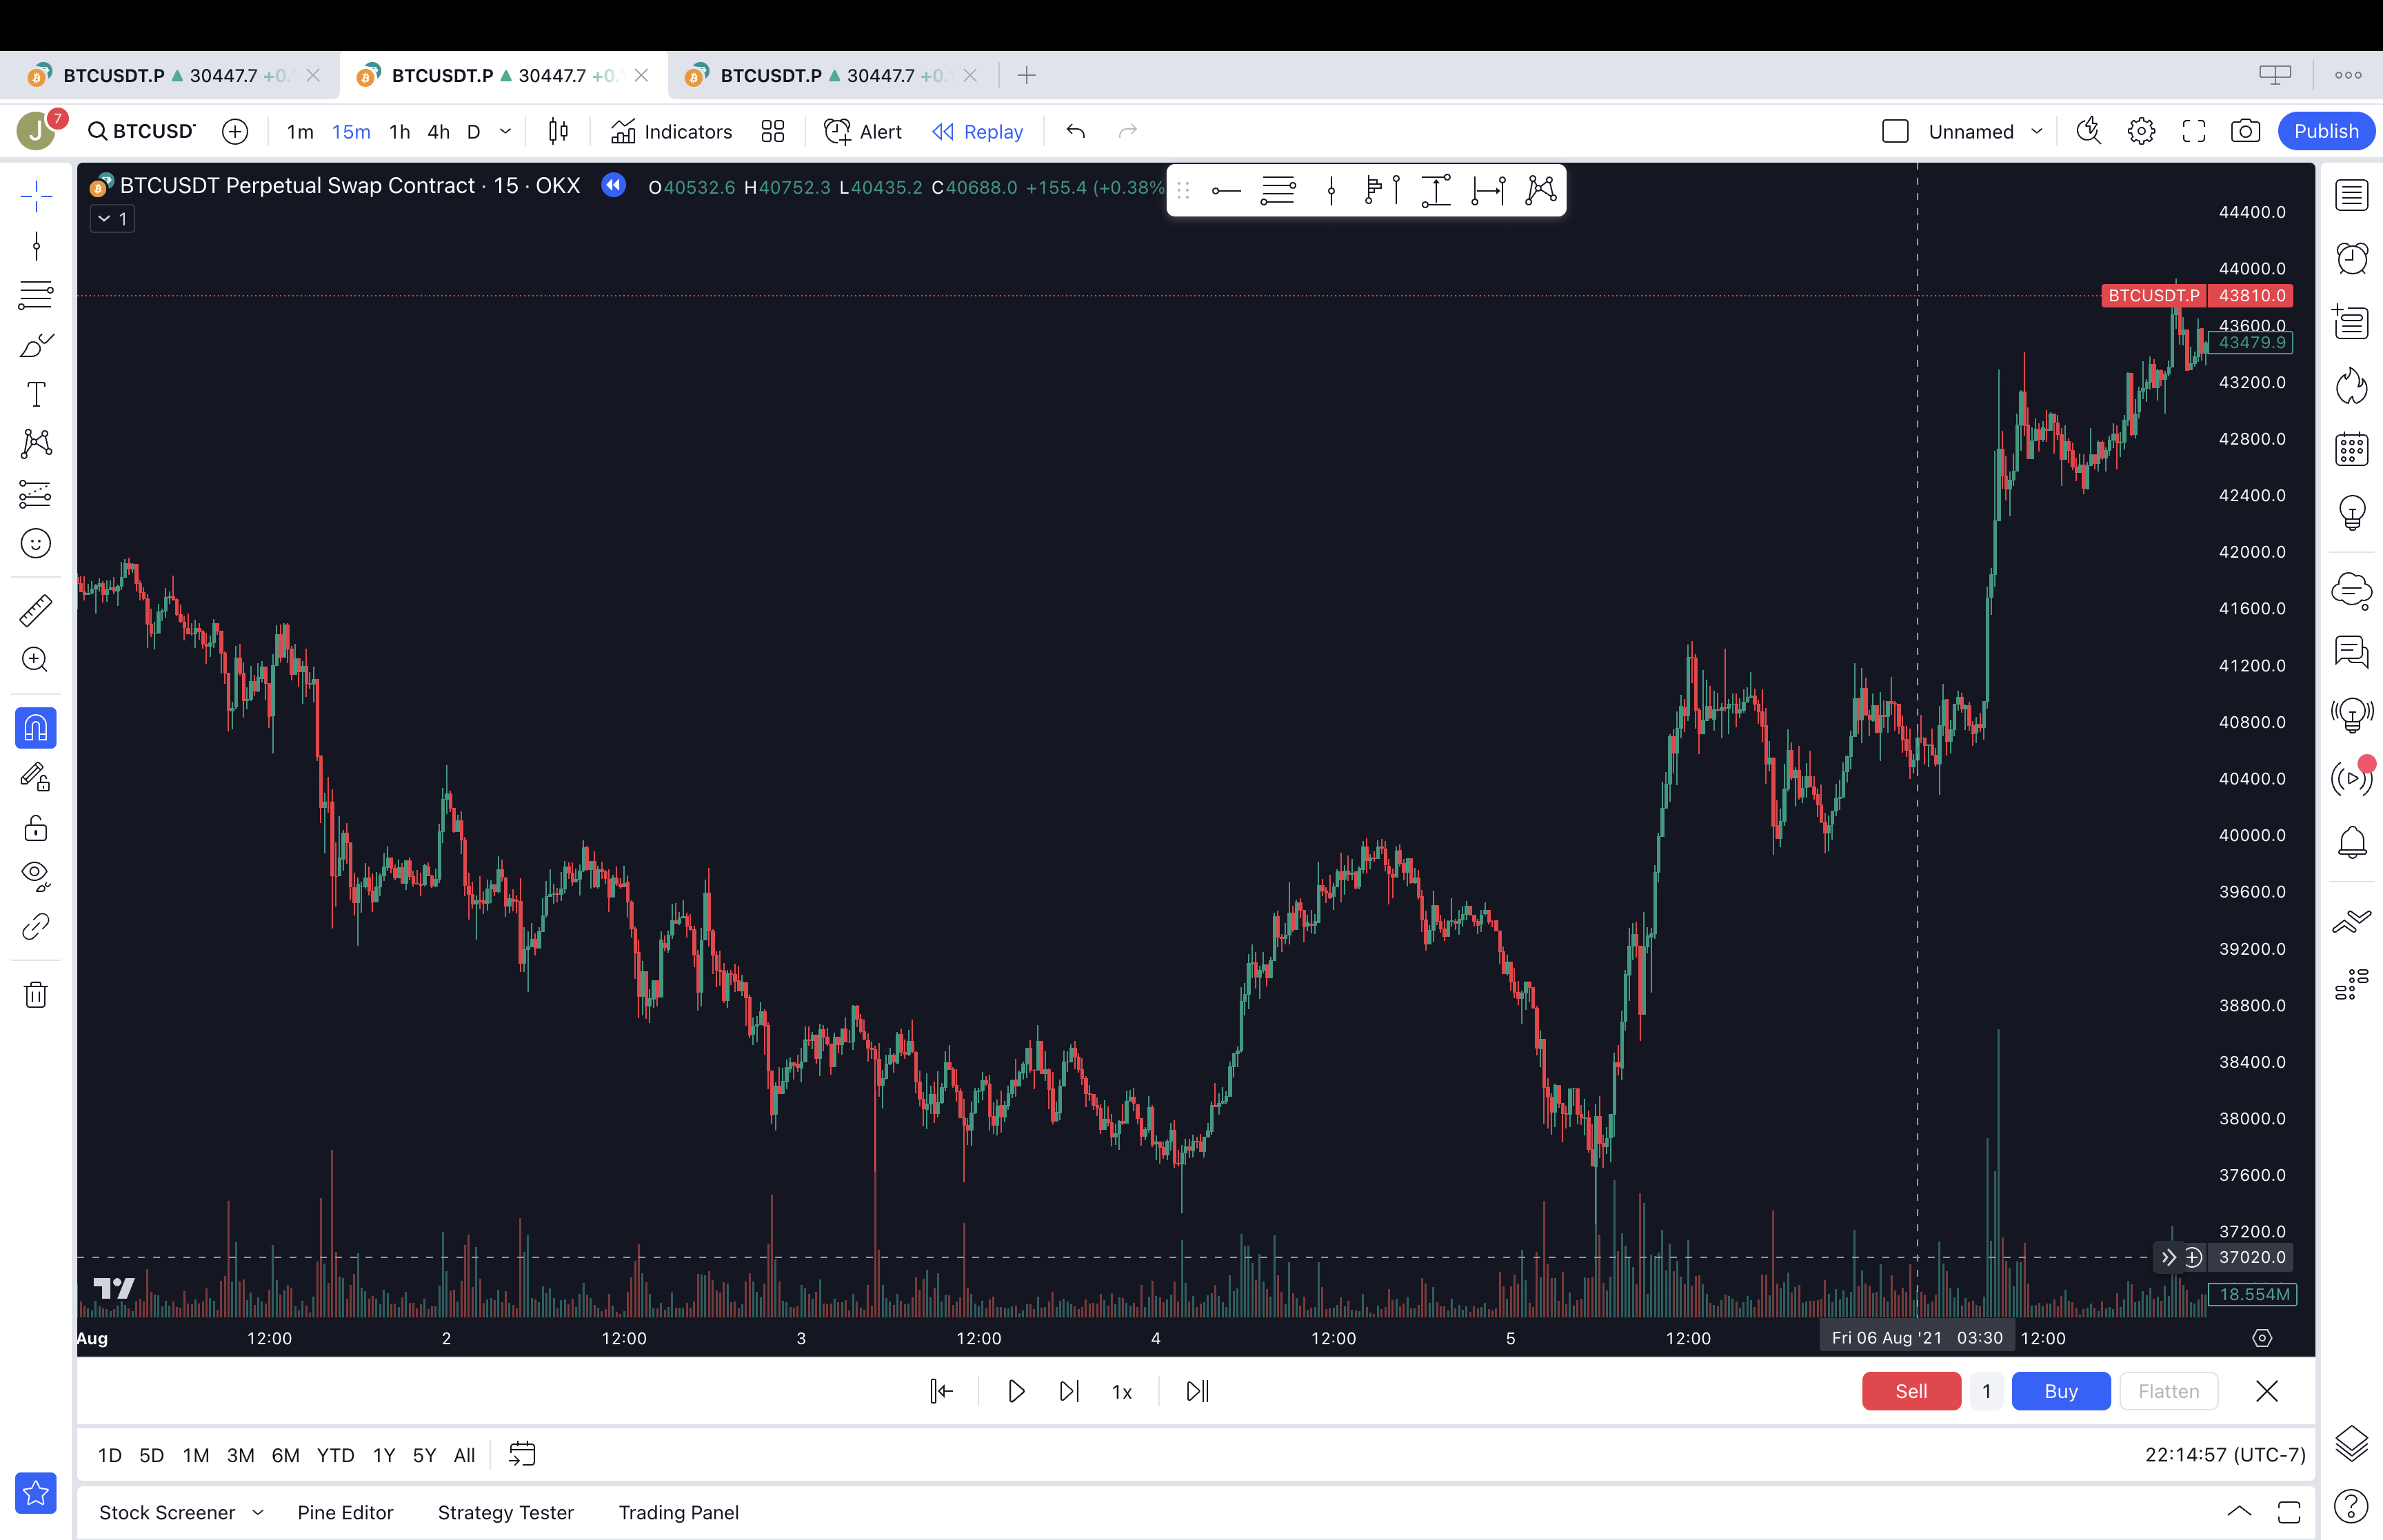 BTCUSDT.P ▲ 30447.7 +0. BTCUSDT.P ▲ 30447.7 +0. BTCUSDT.P ▲ 30447.7 +0.
J 7 BTCUSD 1m 15m 1h 4h D Indicators Alert Replay Unnamed Publish
BTCUSDT Perpetual Swap Contract · 15 · OKX O40532.6 H40752.3 L40435.2 C40688.0 +155.4 (+0.38%
1
44400.0
44000.0
BTCUSDT.P 43810.0
43600.0
43479.9
43200.0
42800.0
42400.0
42000.0
41600.0
41200.0
40800.0
40400.0
40000.0
39600.0
39200.0
38800.0
38400.0
38000.0
37600.0
37200.0
37020.0
18.554M
Aug 12:00 2 12:00 3 12:00 4 12:00 5 12:00 Fri 06 Aug '21 03:30 12:00
1x Sell 1 Buy Flatten
1D 5D 1M 3M 6M YTD 1Y 5Y All 22:14:57 (UTC-7)
Stock Screener Pine Editor Strategy Tester Trading Panel